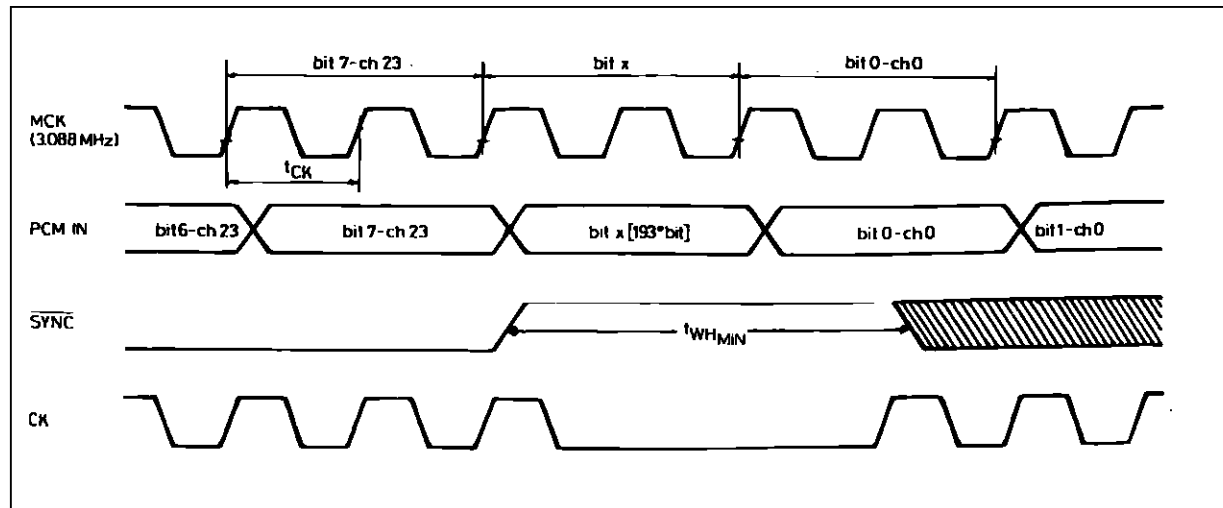 bit 7-ch 23
bit x
bit 0-ch0
MCK
(3.088 MHz)
tCK
PCM IN
bit6-ch 23
bit 7-ch 23
bit x [193°bit]
bit 0-ch0
bit1-ch0
SYNC
tWHMIN
CK